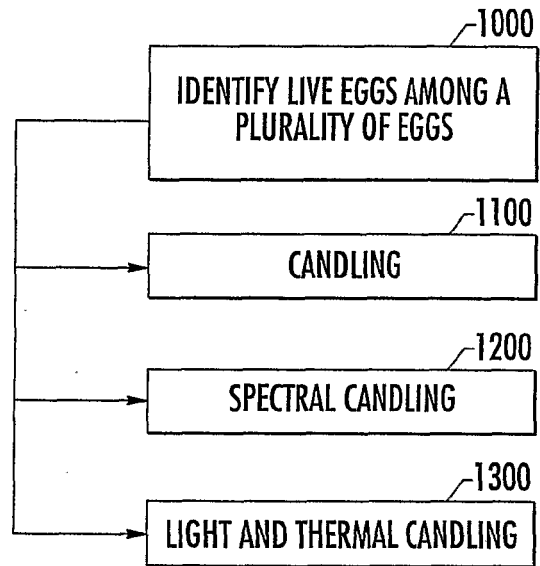 1000
IDENTIFY LIVE EGGS AMONG A
PLURALITY OF EGGS
1100
CANDLING
1200
SPECTRAL CANDLING
1300
LIGHT AND THERMAL CANDLING